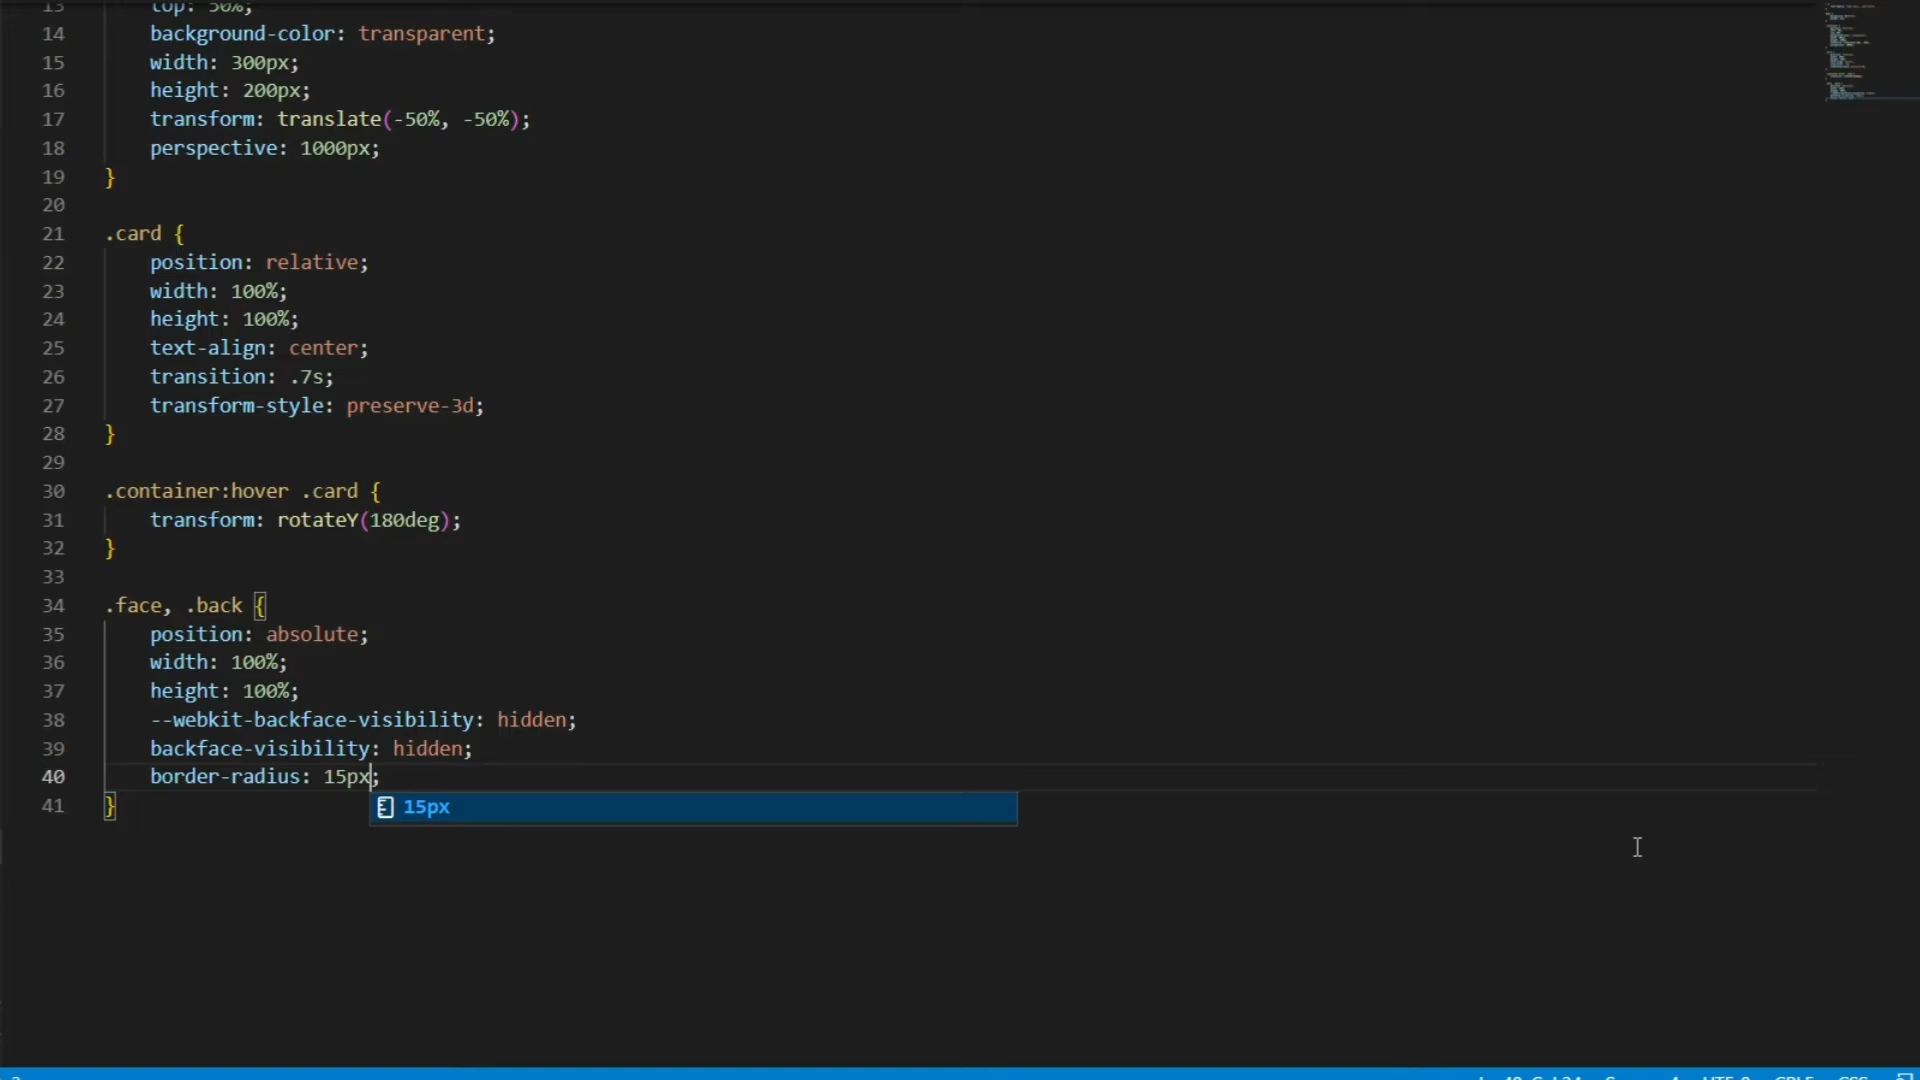 13 top: 50%;
14 background-color: transparent;
15 width: 300px;
16 height: 200px;
17 transform: translate(-50%, -50%);
18 perspective: 1000px;
19 }
20
21 .card {
22 position: relative;
23 width: 100%;
24 height: 100%;
25 text-align: center;
26 transition: .7s;
27 transform-style: preserve-3d;
28 }
29
30 .container:hover .card {
31 transform: rotateY(180deg);
32 }
33
34 .face, .back {
35 position: absolute;
36 width: 100%;
37 height: 100%;
38 --webkit-backface-visibility: hidden;
39 backface-visibility: hidden;
40 border-radius: 15px;
41 }
15px